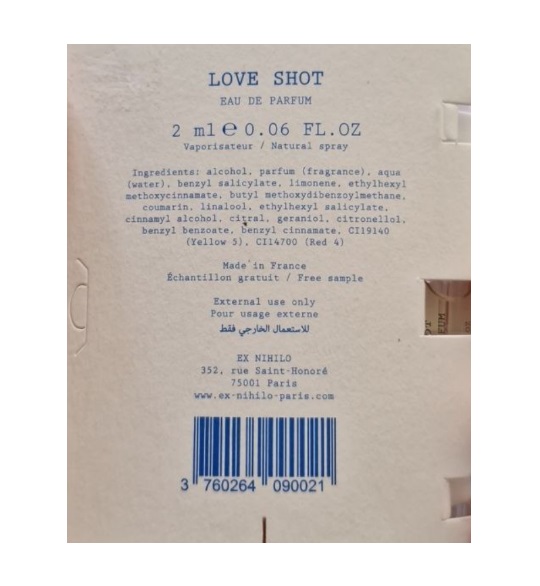 LOVE SHOT
EAU DE PARFUM
2 ml e 0.06 FL.OZ
Vaporisateur / Natural spray
Ingredients: alcohol, parfum (fragrance), aqua
(water), benzyl salicylate, limonene, ethylhexyl
methoxycinnamate, butyl methoxydibenzoylmethane,
coumarin, linalool, ethylhexyl salicylate,
cinnamyl alcohol, citral, geraniol, citronellol,
benzyl benzoate, benzyl cinnamate, CI19140
(Yellow 5), CI14700 (Red 4)
Made in France
Échantillon gratuit / Free sample
External use only
Pour usage externe
للاستعمال الخارجي فقط
EX NIHILO
352, rue Saint-Honoré
75001 Paris
www.ex-nihilo-paris.com
3 760264 090021